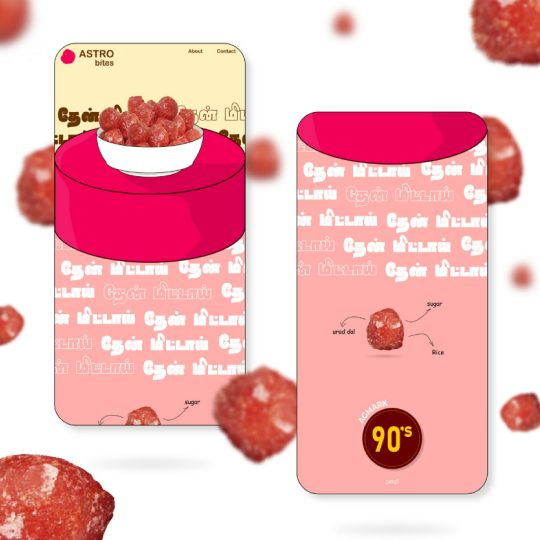 ASTRO
bites
About
Contact
தேன் மிட்டாய் தேன் மிட்
தேன் மிட்டாய் தேன் மிட்
ட்டாய் தேன் மிட்டாய் தே
ன் மிட்டாய் தேன் மிட்டா
ட்டாய் தேன் மிட்டாய்
மிட்டாய் தேன் மிட்டாய்
sugar
தேன் மிட்டாய்
ட்டாய் தேன் மிட்டாய்
ன் மிட்டாய் தேன் மிட்டா
ட்டாய் தேன் மிட்டாய்
மிட்டாய் தேன் மிட்டாய்
sugar
urad dal
Rice
AGMARK
90'S